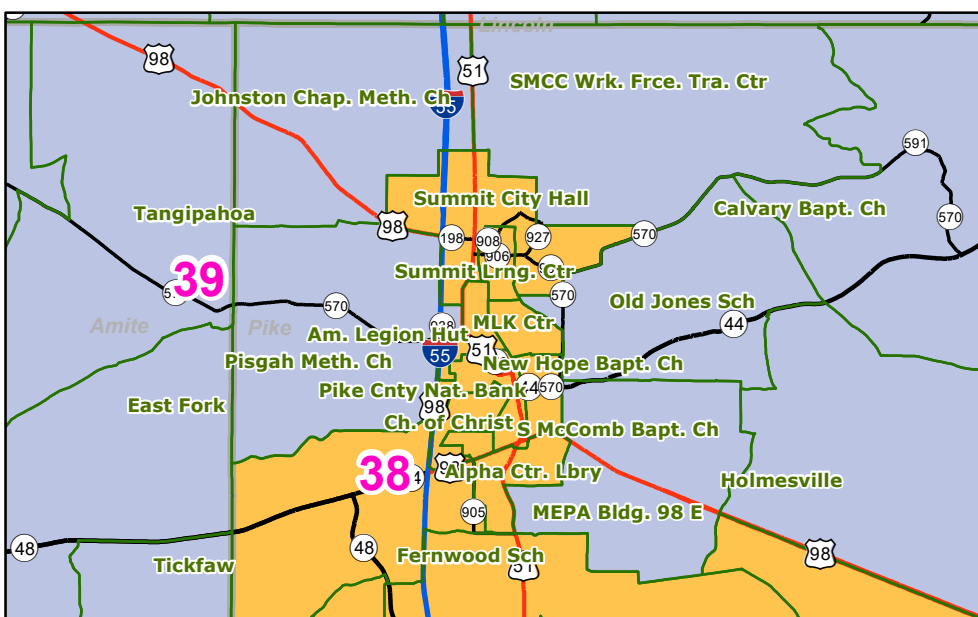 Lincoln
98
51
SMCC Wrk. Frce. Tra. Ctr
Johnston Chap. Meth. Ch
55
591
Summit City Hall
Tangipahoa
Calvary Bapt. Ch
98
570
198
908
927
570
906
Summit Lrng. Ctr
39
570
570
Old Jones Sch
Amite
Pike
MLK Ctr
44
Am. Legion Hut
55
51
Pisgah Meth. Ch
New Hope Bapt. Ch
Pike Cnty Nat. Bank
44
570
East Fork
98
Ch. of Christ
S McComb Bapt. Ch
38
Alpha Ctr. Lbry
Holmesville
905
MEPA Bldg. 98 E
48
48
Fernwood Sch
98
Tickfaw
51